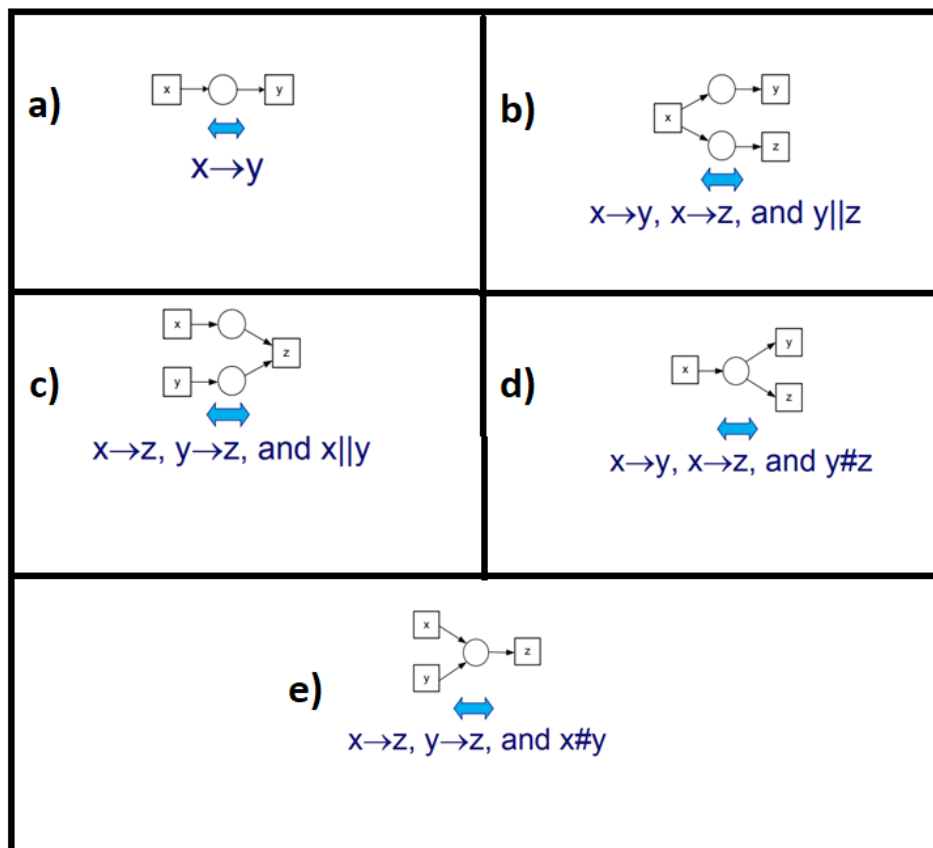 a)
x
y
x→y
b)
x
y
z
x→y, x→z, and y||z
c)
x
y
z
x→z, y→z, and x||y
d)
x
y
z
x→y, x→z, and y#z
e)
x
y
z
x→z, y→z, and x#y